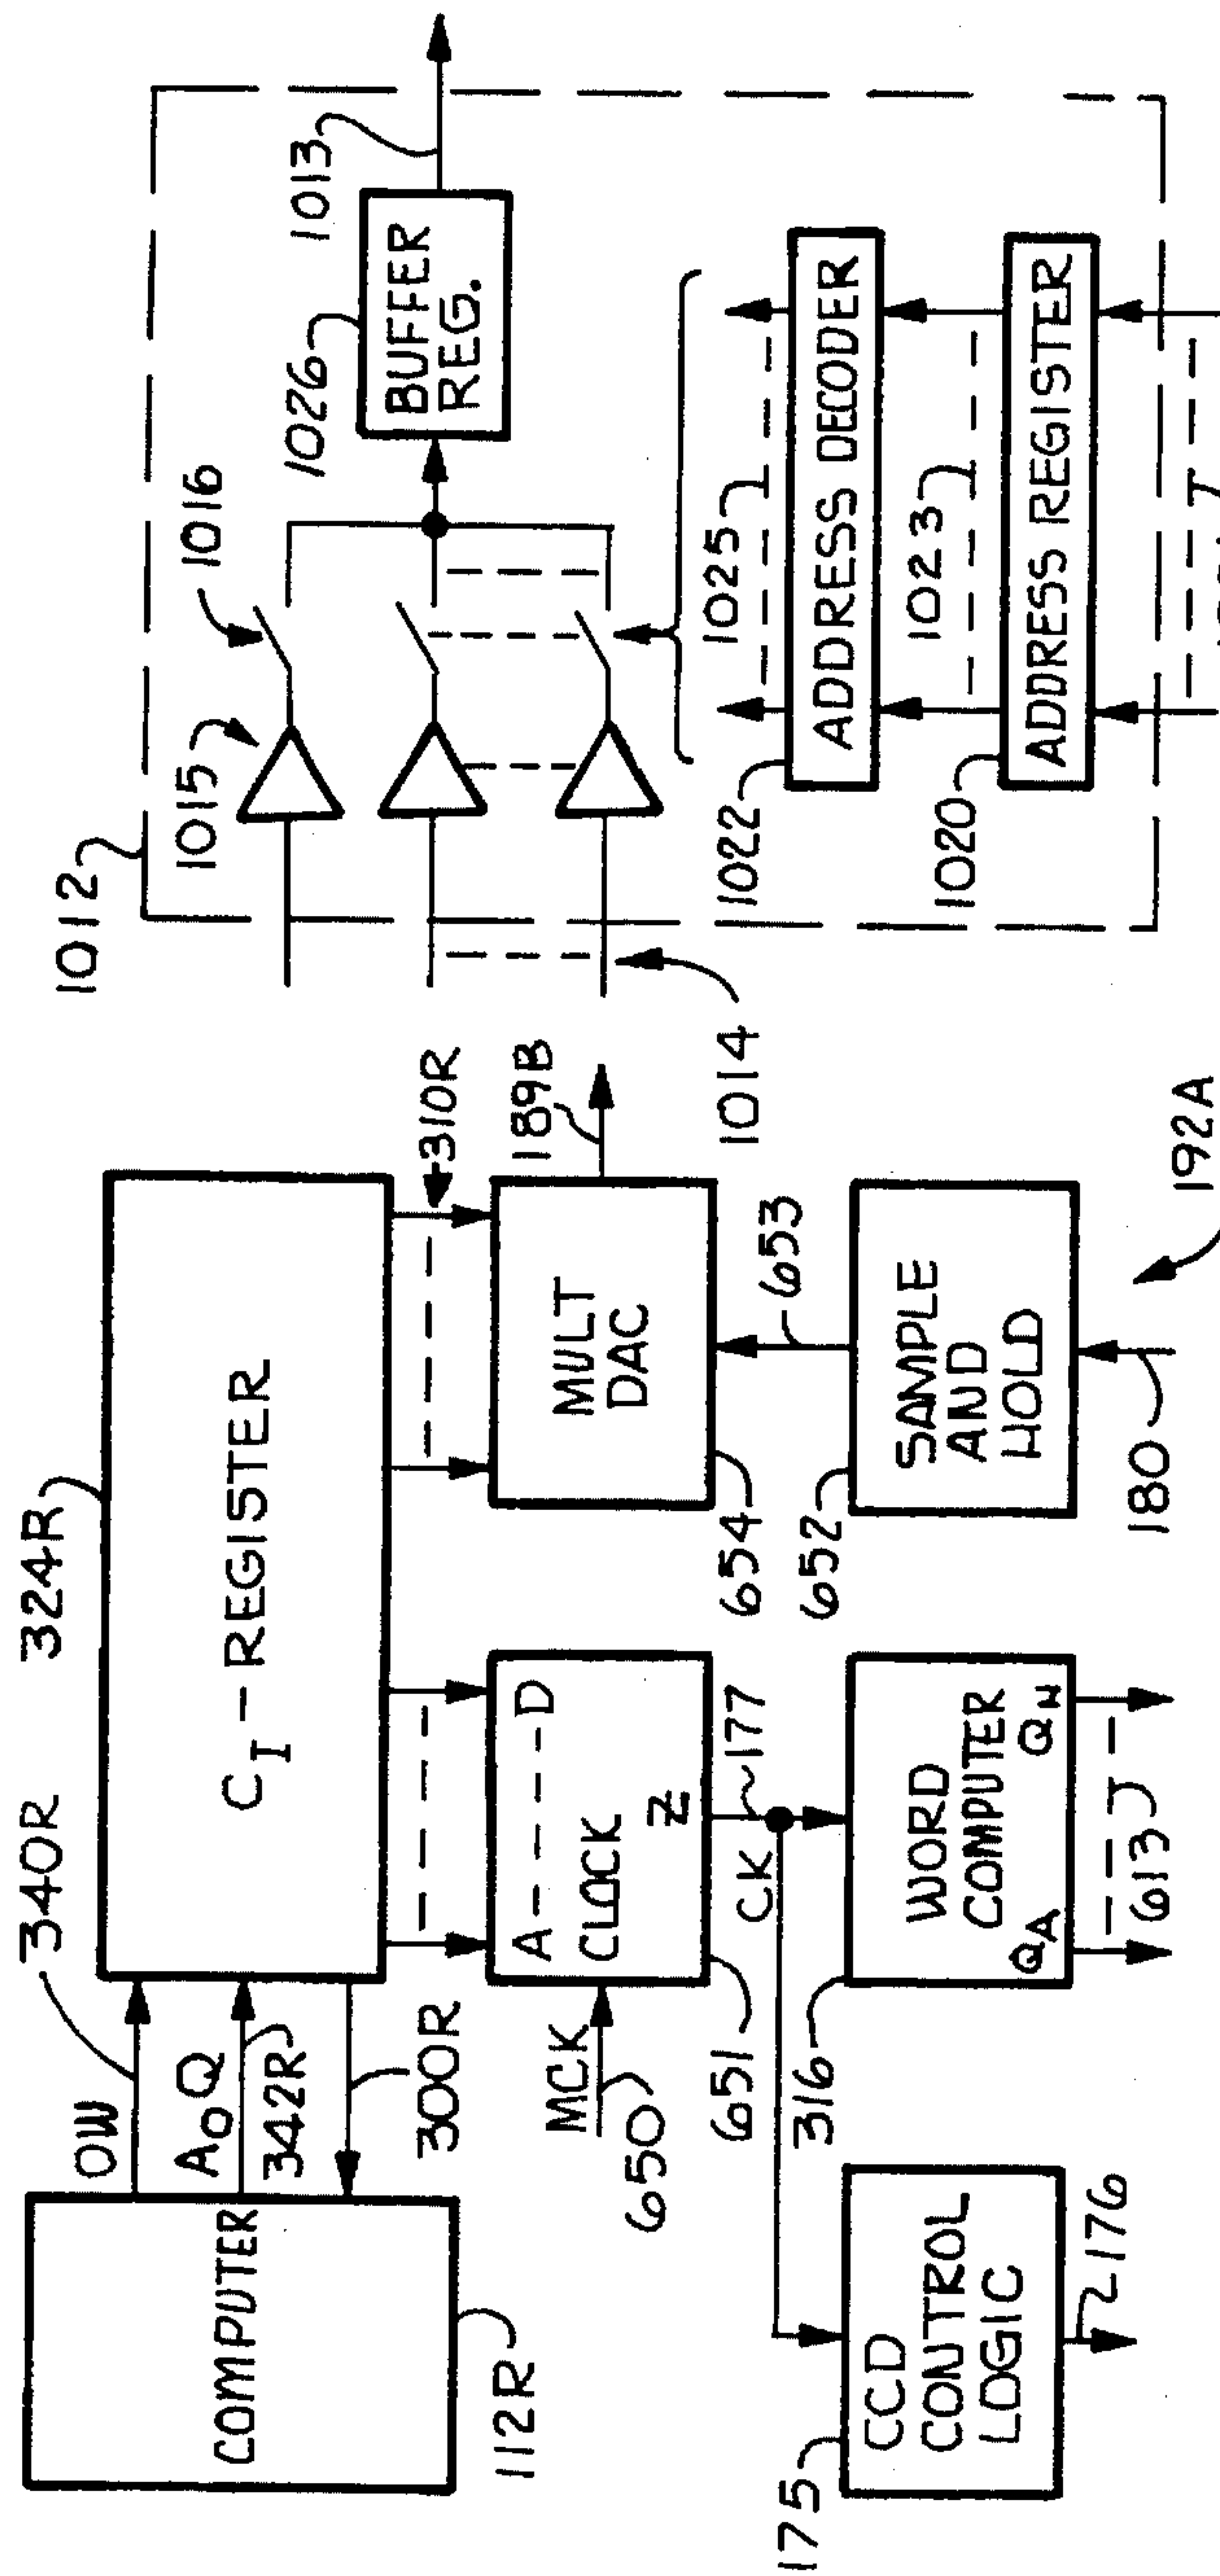 340R
324R
COMPUTER
OW
AOQ
342R
300R
112R
CI-REGISTER
310R
MCK
650
A----D
CLOCK
Z
651
CK
177
MULT
DAC
654
189B
653
175
CCD
CONTROL
LOGIC
176
316
WORD
COMPUTER
QA
QN
613
652
SAMPLE
AND
HOLD
180
192A
1012
1015
1016
1014
1026
BUFFER
REG.
1013
1025
1022
ADDRESS DECODER
1023
1020
ADDRESS REGISTER